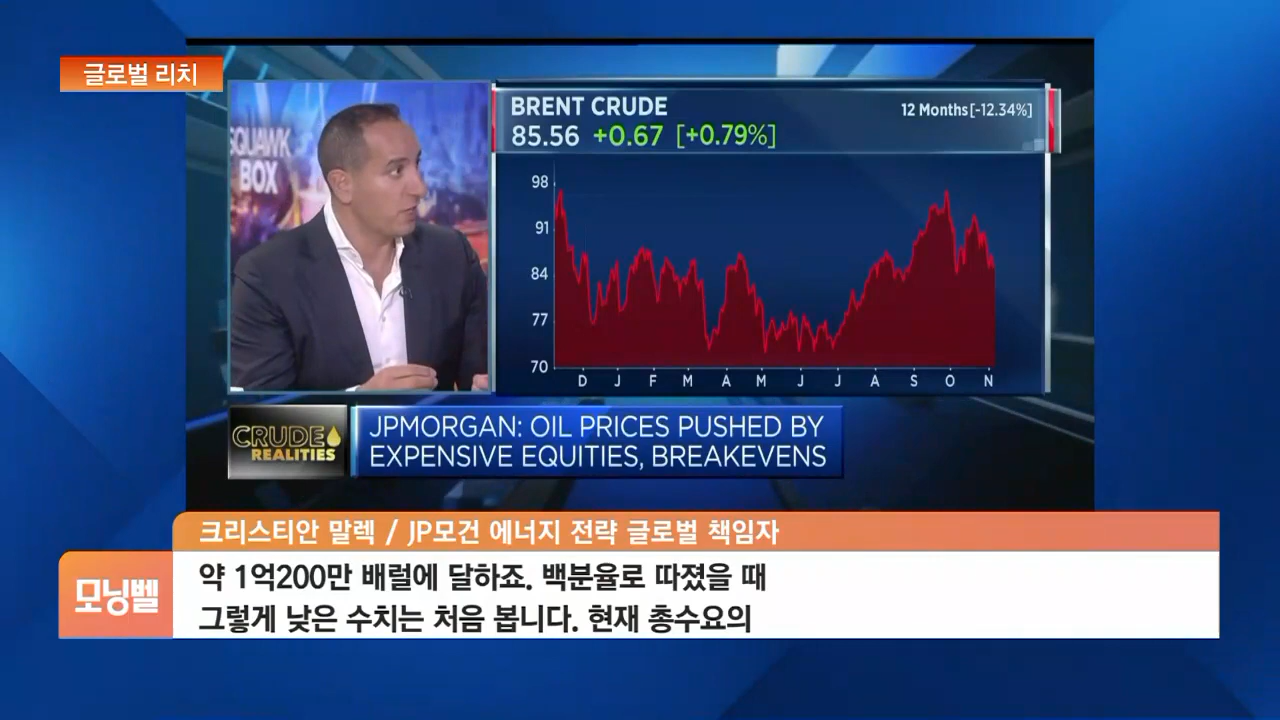 글로벌 리치
SQUAWK
BOX
BRENT CRUDE
12 Months[-12.34%]
85.56 +0.67 [+0.79%]
98
91
84
77
70
D J F M A M J J A S O N
CRUDE
REALITIES
JPMORGAN: OIL PRICES PUSHED BY
EXPENSIVE EQUITIES, BREAKEVENS
크리스티안 말렉 / JP모건 에너지 전략 글로벌 책임자
모닝벨
약 1억200만 배럴에 달하죠. 백분율로 따졌을 때
그렇게 낮은 수치는 처음 봅니다. 현재 총수요의